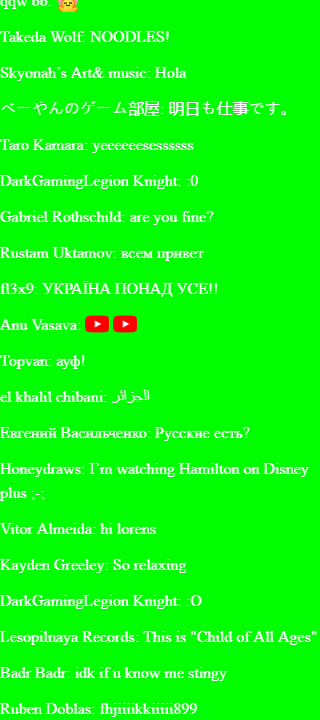 qqw bb:
Takeda Wolf: NOODLES!
Skyonah's Art& music: Hola
べーやんのゲーム部屋: 明日も仕事です。
Taro Kamara: yeeeeeesessssss
DarkGamingLegion Knight: :0
Gabriel Rothschild: are you fine?
Rustam Uktamov: всем привет
fl3x9: УКРАЇНА ПОНАД УСЕ!!
Anu Vasava:
Topvan: ауф!
el khalil chibani: الجزائر
Евгений Васильченко: Русские есть?
Honeydraws: I'm watching Hamilton on Disney
plus ;-;
Vitor Almeida: hi lorens
Kayden Greeley: So relaxing
DarkGamingLegion Knight: :O
Lesopilnaya Records: This is "Child of All Ages"
Badr Badr: idk if u know me stingy
Ruben Doblas: fhjiiiikkiiiii899